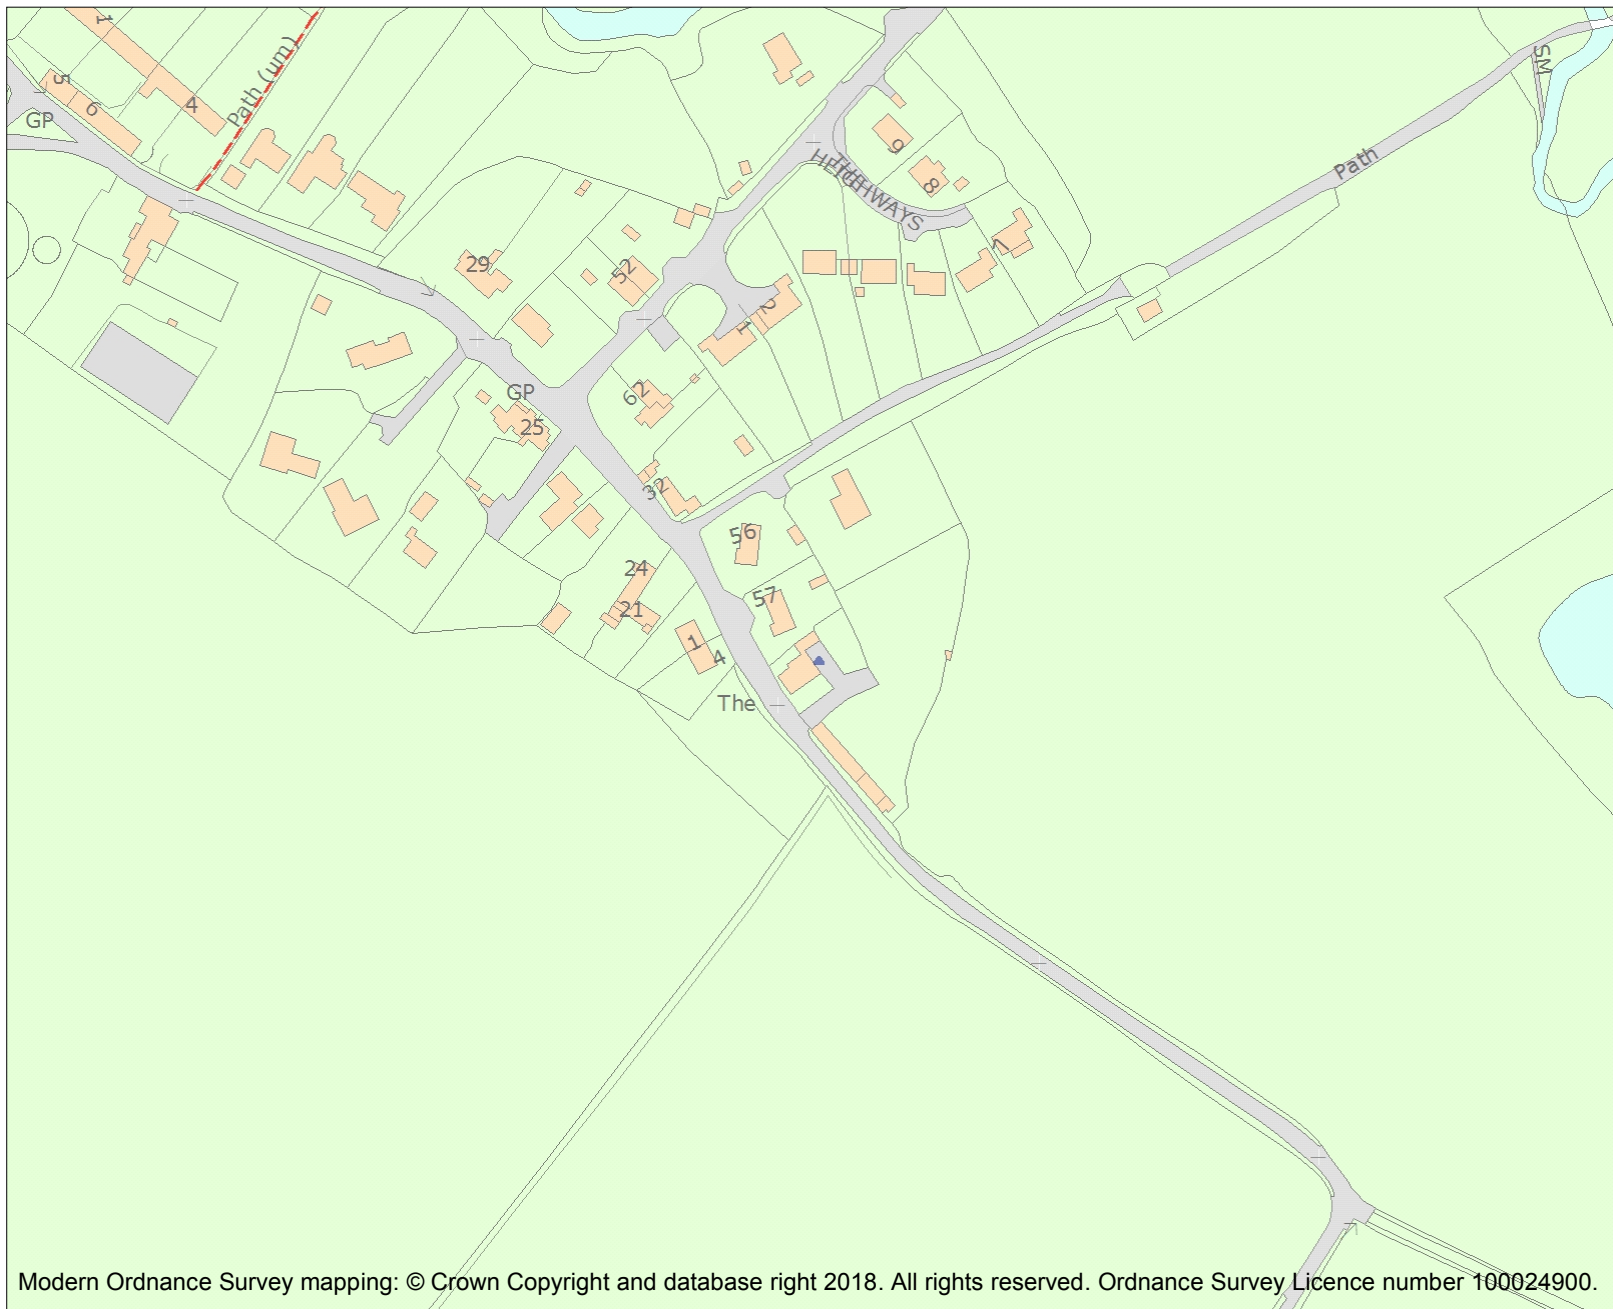 1
5
6
4
Path (um)
GP
SM
Path
9
8
THE
HIGHWAYS
7
29
52
2
1
62
GP
25
32
56
24
57
21
1
4
The
Modern Ordnance Survey mapping: © Crown Copyright and database right 2018. All rights reserved. Ordnance Survey Licence number 100024900.